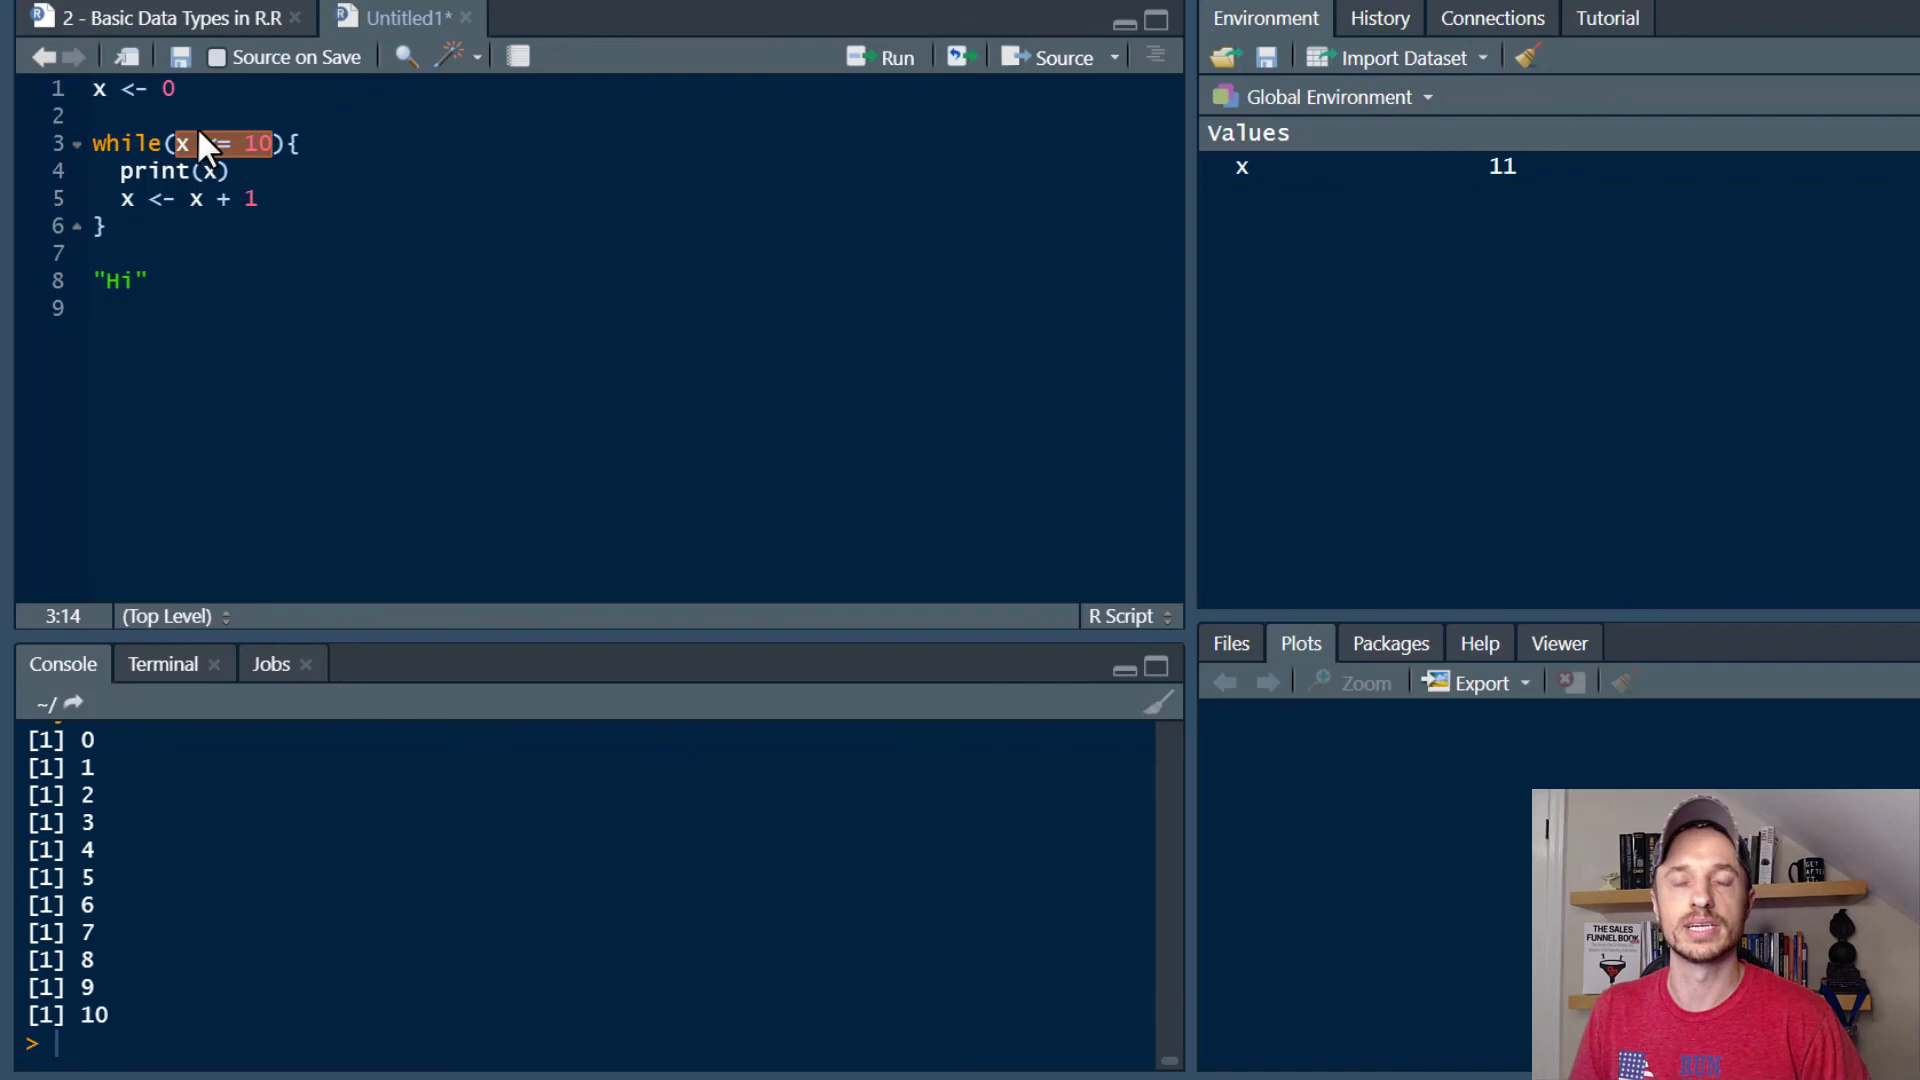 2 - Basic Data Types in R.R
Untitled1*
Source on Save
Run
Source
1 x <- 0
2
3 while(x <= 10){
4 print(x)
5 x <- x + 1
6 }
7
8 "Hi"
9
3:14
(Top Level)
R Script
Console
Terminal
Jobs
~/
[1] 0
[1] 1
[1] 2
[1] 3
[1] 4
[1] 5
[1] 6
[1] 7
[1] 8
[1] 9
[1] 10
>
Environment
History
Connections
Tutorial
Import Dataset
Global Environment
Values
x 11
Files
Plots
Packages
Help
Viewer
Zoom
Export
GET
AFTER
IT
THE SALES
FUNNEL BOOK
RUN